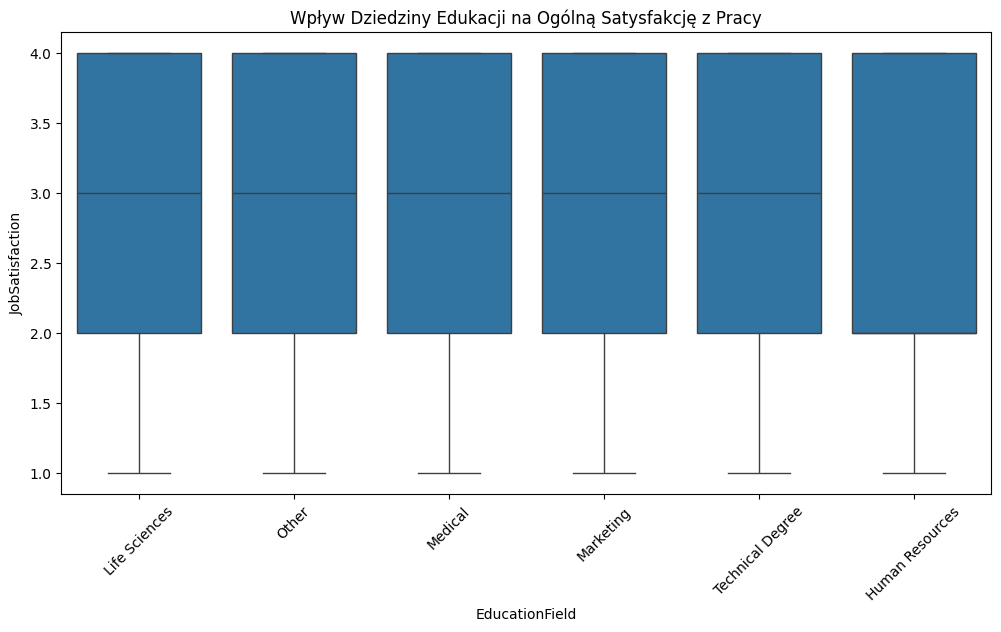 Wpływ Dziedziny Edukacji na Ogólną Satysfakcję z Pracy
JobSatisfaction
4.0
3.5
3.0
2.5
2.0
1.5
1.0
Life Sciences
Other
Medical
Marketing
Technical Degree
Human Resources
EducationField